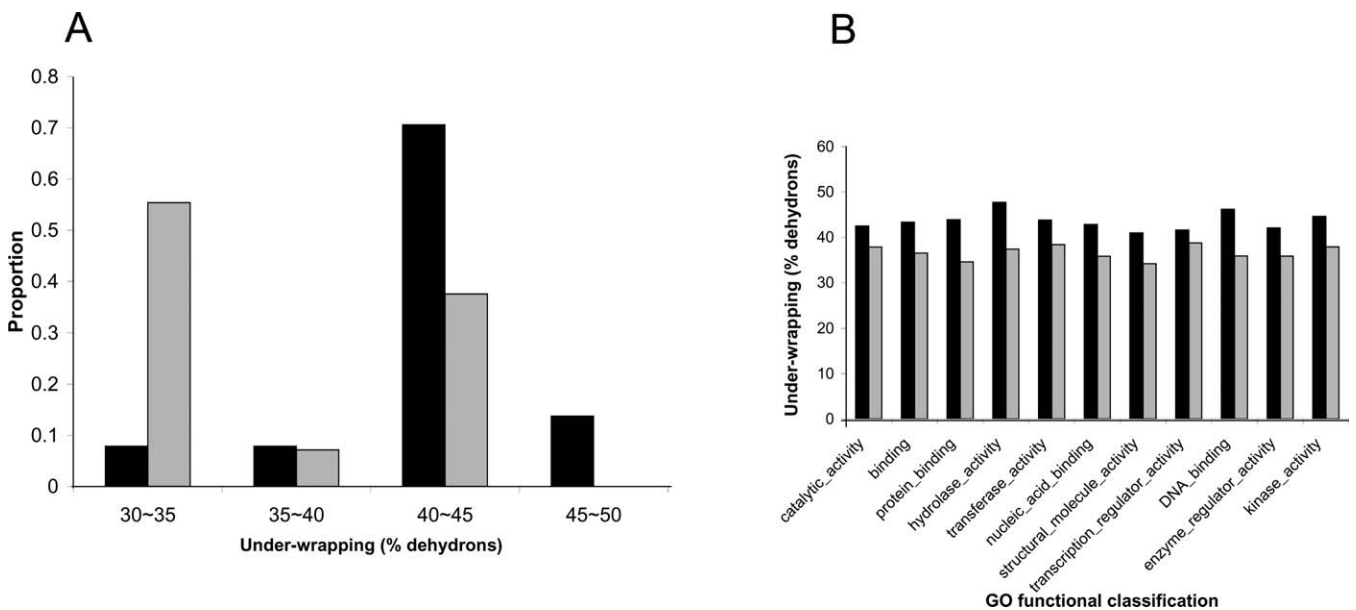 A
0.8
0.7
0.6
0.5
0.4
0.3
0.2
0.1
0
Proportion
30~35
35~40
40~45
45~50
Under-wrapping (% dehydrons)
B
60
50
40
30
20
10
0
Under-wrapping (% dehydrons)
catalytic_activity
binding
protein_binding
hydrolase_activity
transferase_activity
nucleic_acid_binding
structural_molecule_activity
transcription_regulator_activity
DNA_binding
enzyme_regulator_activity
kinase_activity
GO functional classification